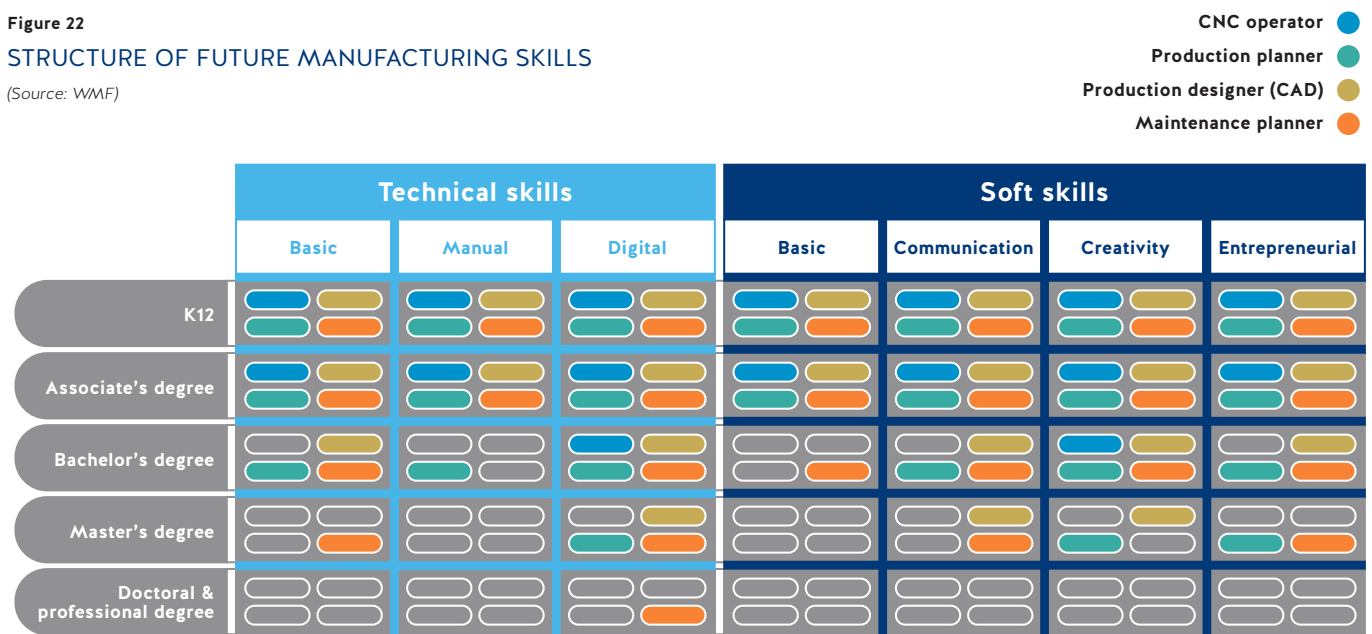 Figure 22
STRUCTURE OF FUTURE MANUFACTURING SKILLS
(Source: WMF)
CNC operator
Production planner
Production designer (CAD)
Maintenance planner
Technical skills
Soft skills
Basic
Manual
Digital
Basic
Communication
Creativity
Entrepreneurial
K12
Associate's degree
Bachelor's degree
Master's degree
Doctoral &
professional degree